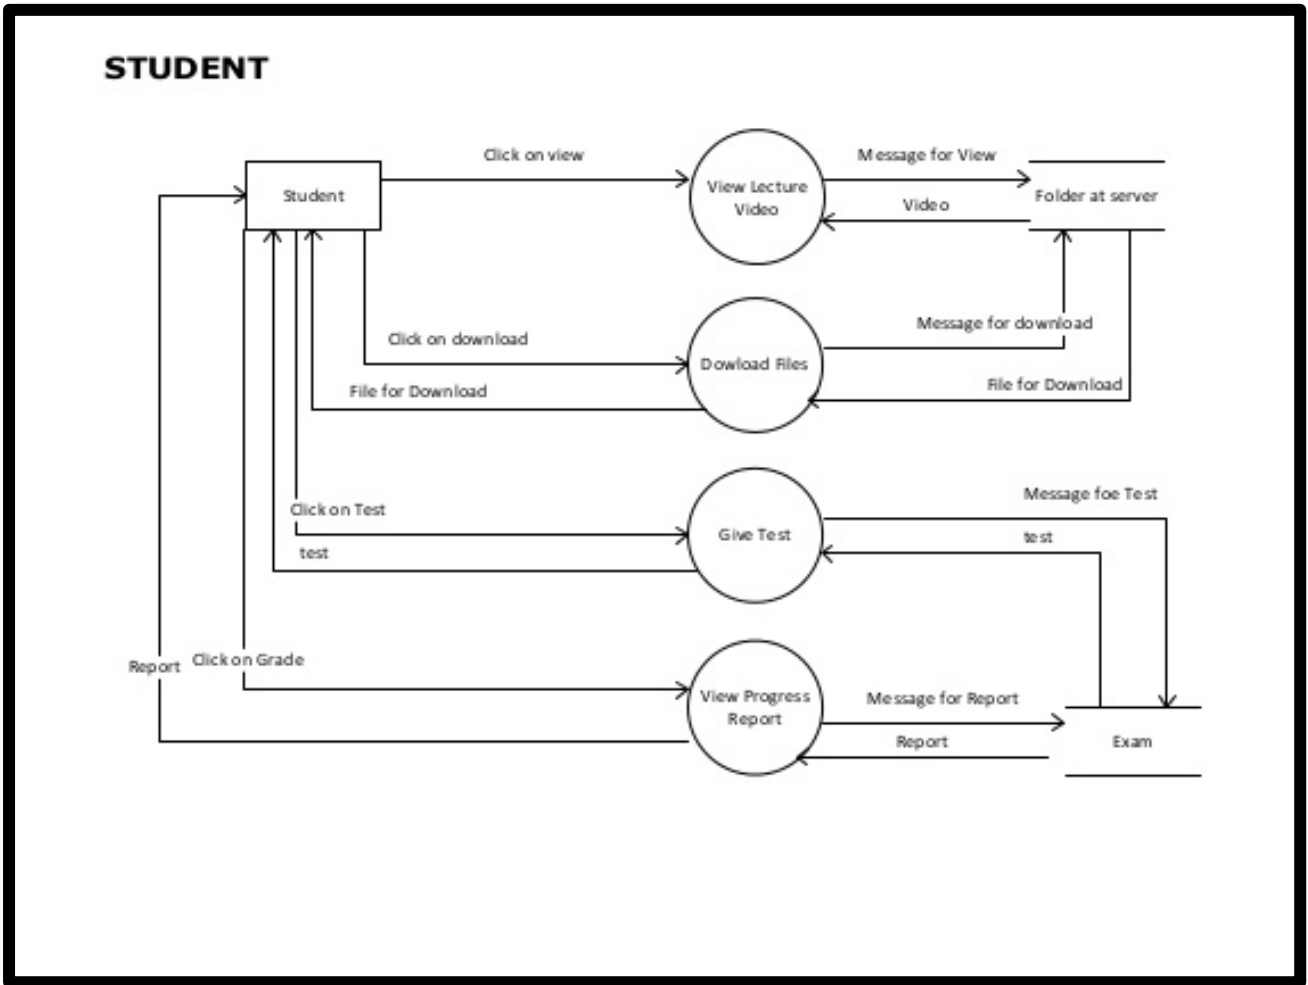 STUDENT
Click on view
Message for View
Student
View Lecture
Video
Folder at server
Video
Click on download
Message for download
Dowload Files
File for Download
File for Download
Click on Test
Message foe Test
Give Test
test
test
Report
Click on Grade
View Progress
Report
Message for Report
Report
Exam